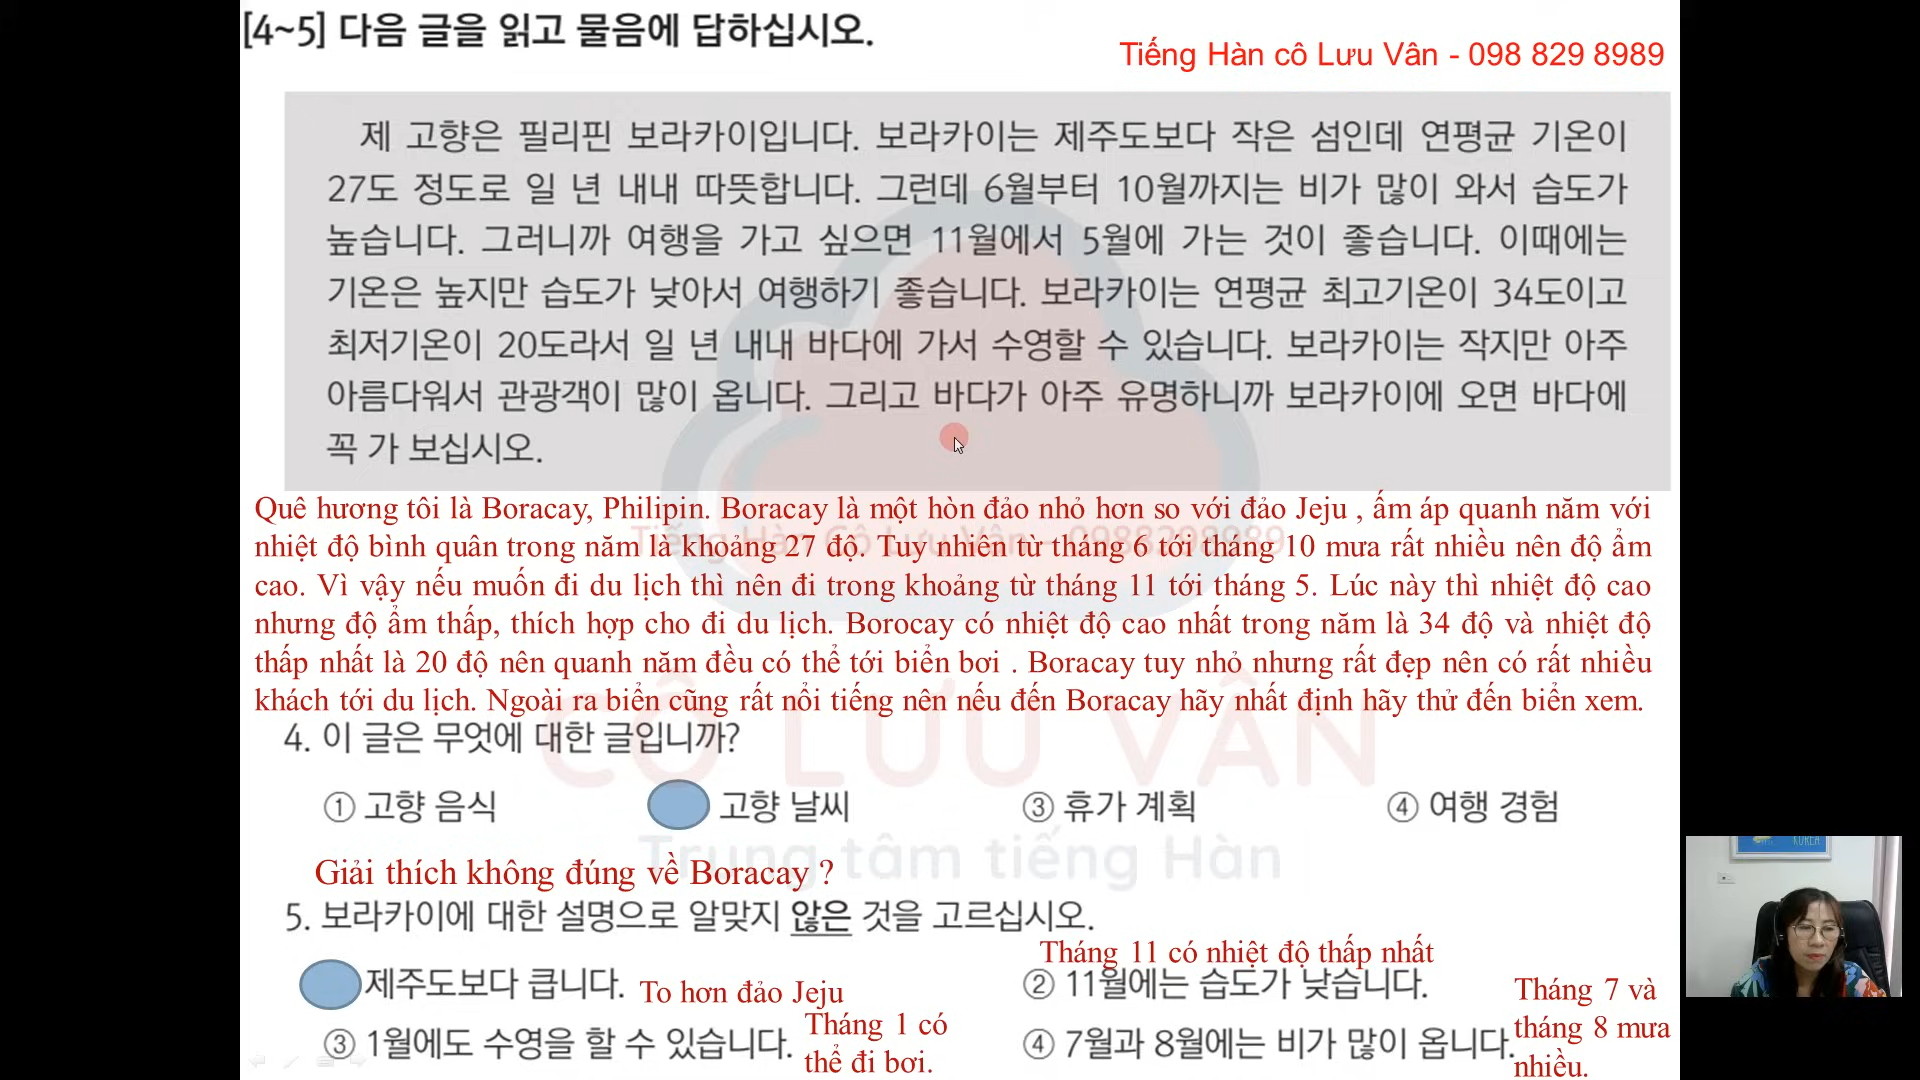 [4~5] 다음 글을 읽고 물음에 답하십시오.
Tiếng Hàn cô Lưu Vân - 098 829 8989
제 고향은 필리핀 보라카이입니다. 보라카이는 제주도보다 작은 섬인데 연평균 기온이
27도 정도로 일 년 내내 따뜻합니다. 그런데 6월부터 10월까지는 비가 많이 와서 습도가
높습니다. 그러니까 여행을 가고 싶으면 11월에서 5월에 가는 것이 좋습니다. 이때에는
기온은 높지만 습도가 낮아서 여행하기 좋습니다. 보라카이는 연평균 최고기온이 34도이고
최저기온이 20도라서 일 년 내내 바다에 가서 수영할 수 있습니다. 보라카이는 작지만 아주
아름다워서 관광객이 많이 옵니다. 그리고 바다가 아주 유명하니까 보라카이에 오면 바다에
꼭 가 보십시오.
Quê hương tôi là Boracay, Philipin. Boracay là một hòn đảo nhỏ hơn so với đảo Jeju , ấm áp quanh năm với
Tiếng Hàn Cô Lưu Vân - 0988298989
nhiệt độ bình quân trong năm là khoảng 27 độ. Tuy nhiên từ tháng 6 tới tháng 10 mưa rất nhiều nên độ ẩm
cao. Vì vậy nếu muốn đi du lịch thì nên đi trong khoảng từ tháng 11 tới tháng 5. Lúc này thì nhiệt độ cao
nhưng độ ẩm thấp, thích hợp cho đi du lịch. Borocay có nhiệt độ cao nhất trong năm là 34 độ và nhiệt độ
thấp nhất là 20 độ nên quanh năm đều có thể tới biển bơi . Boracay tuy nhỏ nhưng rất đẹp nên có rất nhiều
khách tới du lịch. Ngoài ra biển cũng rất nổi tiếng nên nếu đến Boracay hãy nhất định hãy thử đến biển xem.
4. 이 글은 무엇에 대한 글입니까?
CÔ LƯU VÂN
① 고향 음식 고향 날씨 ③ 휴가 계획 ④ 여행 경험
Trung tâm tiếng Hàn
Giải thích không đúng về Boracay ?
5. 보라카이에 대한 설명으로 알맞지 않은 것을 고르십시오.
Tháng 11 có nhiệt độ thấp nhất
제주도보다 큽니다. To hơn đảo Jeju ② 11월에는 습도가 낮습니다.
③ 1월에도 수영을 할 수 있습니다. Tháng 1 có
thể đi bơi.
④ 7월과 8월에는 비가 많이 옵니다. Tháng 7 và
tháng 8 mưa
nhiều.
KOREA